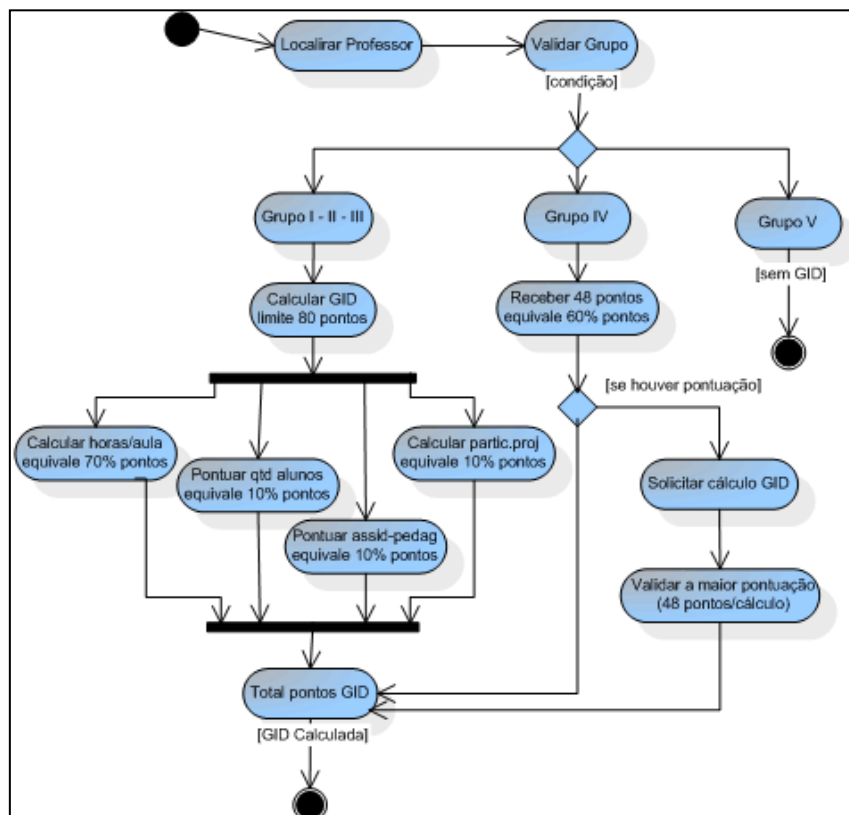 Localirar Professor
Validar Grupo
[condição]
Grupo I - II - III
Grupo IV
Grupo V
[sem GID]
Calcular GID
limite 80 pontos
Receber 48 pontos
equivale 60% pontos
[se houver pontuação]
Calcular horas/aula
equivale 70% pontos
Pontuar qtd alunos
equivale 10% pontos
Pontuar assid-pedag
equivale 10% pontos
Calcular partic.proj
equivale 10% pontos
Solicitar cálculo GID
Validar a maior pontuação
(48 pontos/cálculo)
Total pontos GID
[GID Calculada]